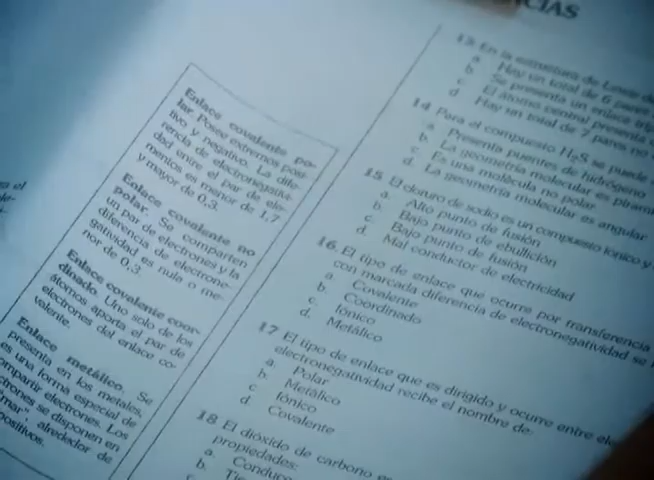 CIAS
Enlace covalente po-
lar. Posee extremos posi-
tivo y negativo. La dife-
rencia de electronegativi-
dad entre el par de ele-
mentos es menor de 1,7
y mayor de 0,3.
Enlace covalente no
polar. Se comparten
un par de electrones y la
diferencia de electrone-
gatividad es nula o me-
nor de 0,3.
Enlace covalente coor-
dinado. Uno solo de los
átomos aporta el par de
electrones del enlace co-
valente.
Enlace metálico. Se
presenta en los metales,
es una forma especial de
compartir electrones. Los
ctrones se disponen en
mar", alrededor de
positivos.
13 En la estructura de Lewis de
a. Hay un total de 6 pares
b. Se presenta un enlace
c. El átomo central presenta
d. Hay un total de 7 pares no
14 Para el compuesto H₂S se puede
a. Presenta puentes de hidrógeno
b. La geometría molecular es
c. Es una molécula no polar
d. La geometría molecular es angular
15 El cloruro de sodio es un compuesto iónico y
a. Alto punto de fusión
b. Bajo punto de ebullición
c. Bajo punto de fusión
d. Mal conductor de electricidad
16 El tipo de enlace que ocurre por transferencia
con marcada diferencia de electronegatividad se
a. Covalente
b. Coordinado
c. Iónico
d. Metálico
17 El tipo de enlace que es dirigido y ocurre entre
electronegatividad recibe el nombre de:
a. Polar
b. Metálico
c. Iónico
d. Covalente
18 El dióxido de carbono
propiedades:
a.
b.